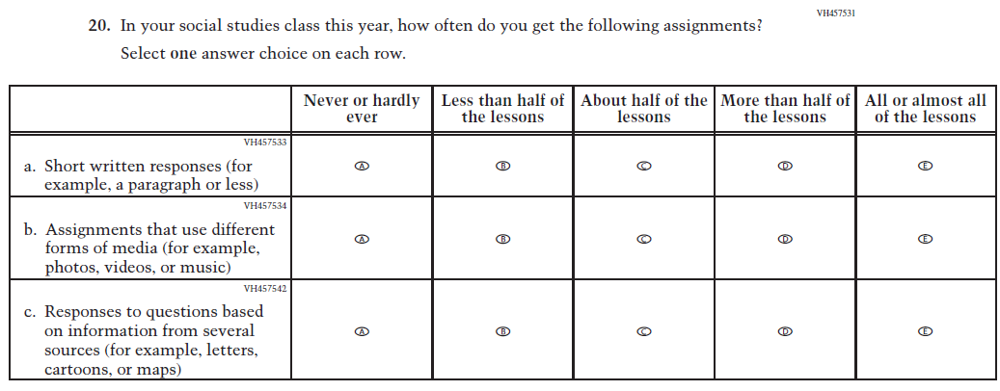 VH457531
20. In your social studies class this year, how often do you get the following assignments?
Select one answer choice on each row.
Never or hardly ever
Less than half of the lessons
About half of the lessons
More than half of the lessons
All or almost all of the lessons
VH457533
a. Short written responses (for
example, a paragraph or less)
A B C D E
VH457534
b. Assignments that use different
forms of media (for example,
photos, videos, or music)
A B C D E
VH457542
c. Responses to questions based
on information from several
sources (for example, letters,
cartoons, or maps)
A B C D E